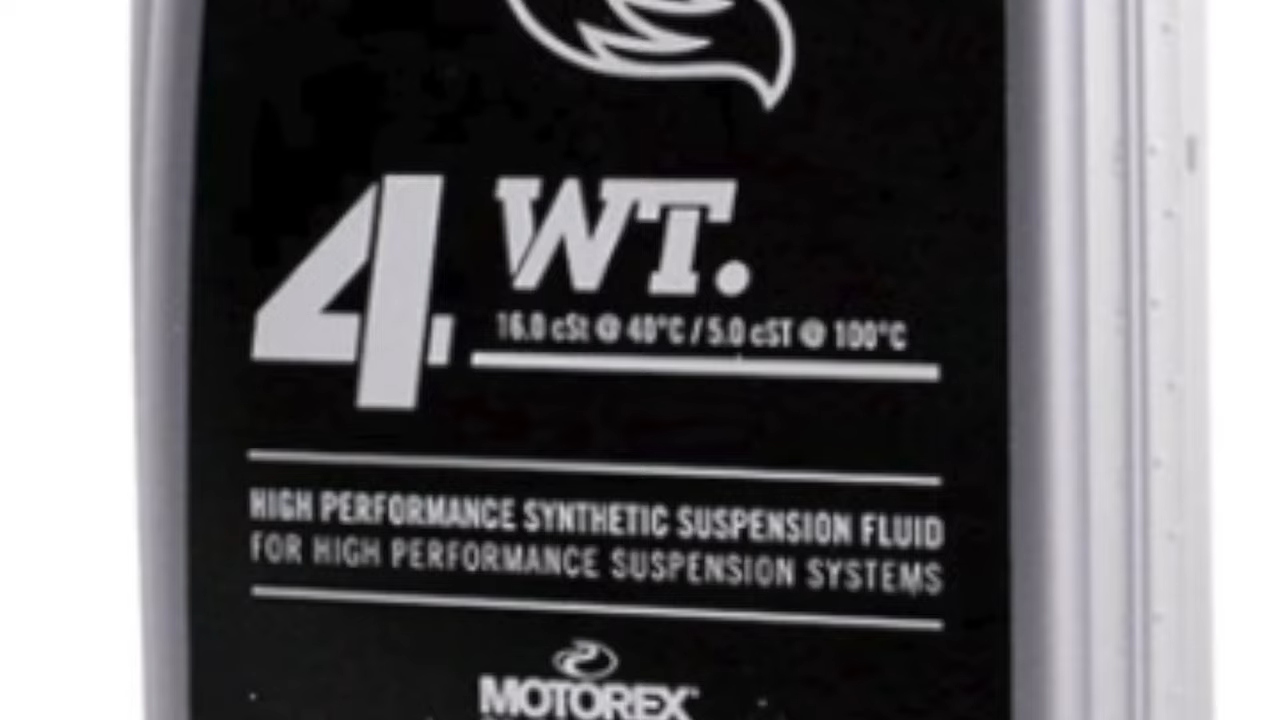 4 WT.
16.0 cSt @ 40°C / 5.0 cST @ 100°C
HIGH PERFORMANCE SYNTHETIC SUSPENSION FLUID
FOR HIGH PERFORMANCE SUSPENSION SYSTEMS
MOTOREX